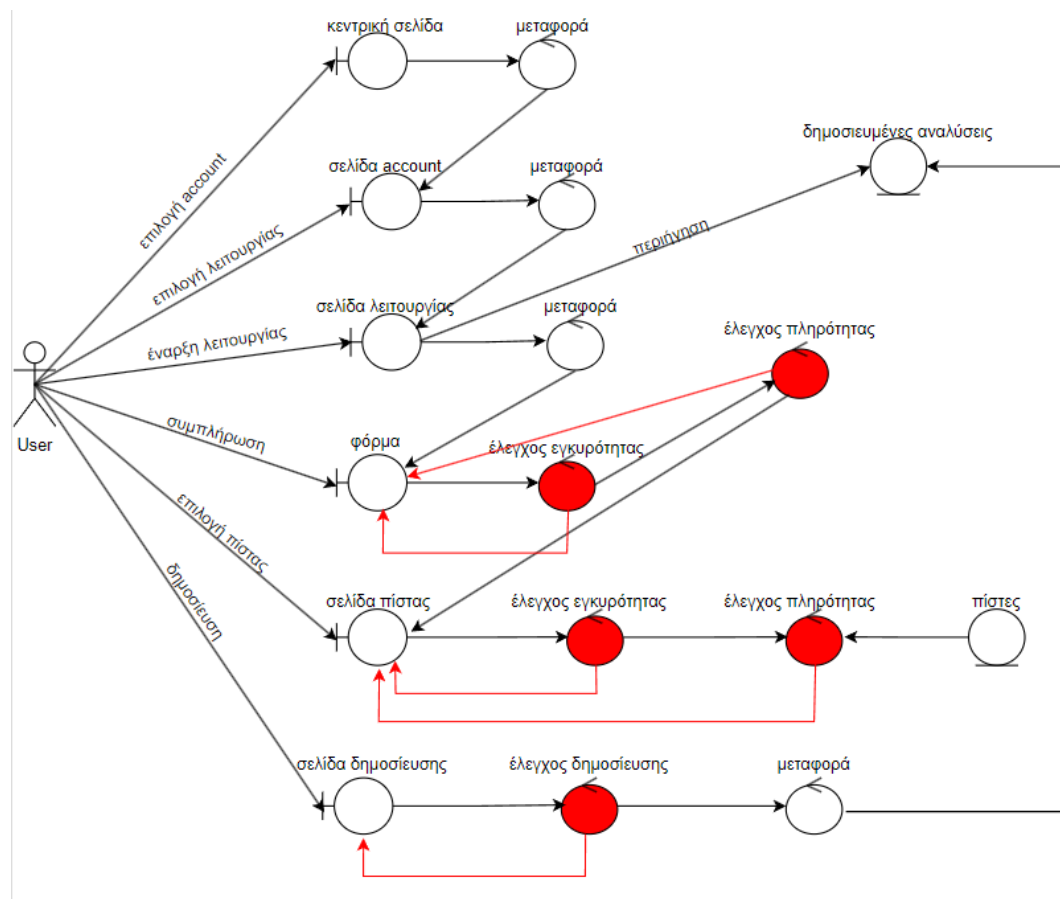 κεντρική σελίδα
μεταφορά
δημοσιευμένες αναλύσεις
σελίδα account
μεταφορά
επιλογή account
επιλογή λειτουργίας
περιήγηση
σελίδα λειτουργίας
μεταφορά
έναρξη λειτουργίας
έλεγχος πληρότητας
User
συμπλήρωση
φόρμα
έλεγχος εγκυρότητας
επιλογή πίστας
δημοσίευση
σελίδα πίστας
έλεγχος εγκυρότητας
έλεγχος πληρότητας
πίστες
σελίδα δημοσίευσης
έλεγχος δημοσίευσης
μεταφορά